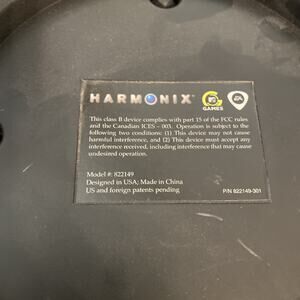 HARMONIX MTV GAMES EA
This class B device complies with part 15 of the FCC rules
and the Canadian ICES - 003. Operation is subject to the
following two conditions: (1) This device may not cause
harmful interference, and (2) This device must accept any
interference received, including interference that may cause
undesired operation.
Model #: 822149
Designed in USA; Made in China
US and foreign patents pending
P/N 822149-301